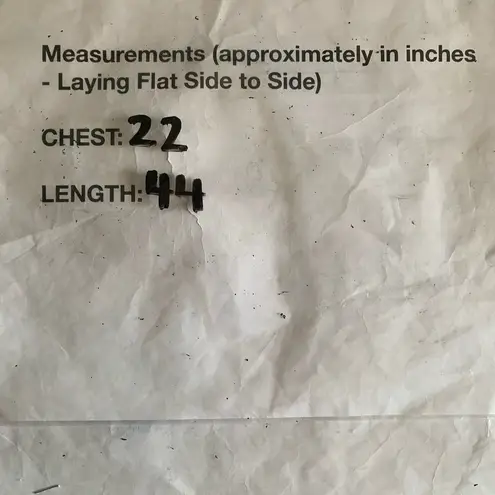 Measurements (approximately in inches
- Laying Flat Side to Side)
CHEST: 22
LENGTH: 44